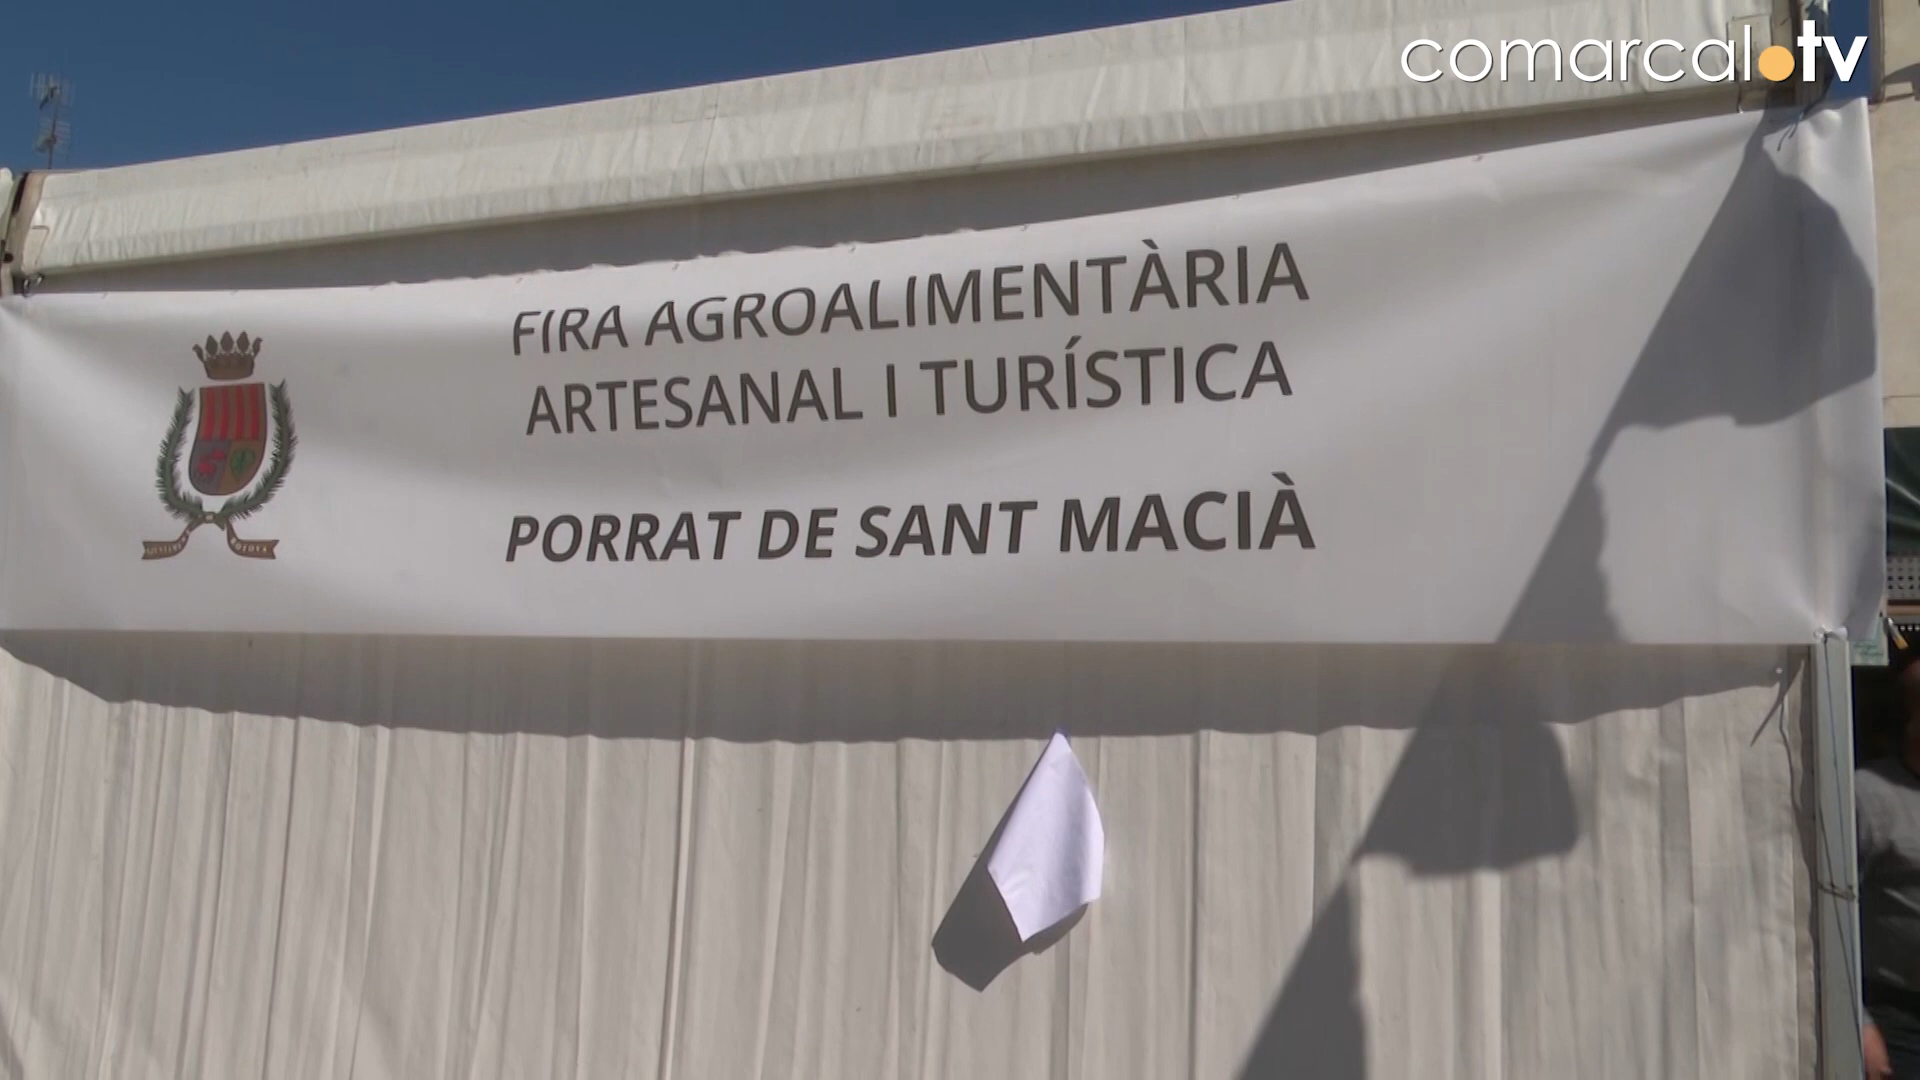 comarcal.tv
FIRA AGROALIMENTÀRIA
ARTESANAL I TURÍSTICA
PORRAT DE SANT MACIÀ